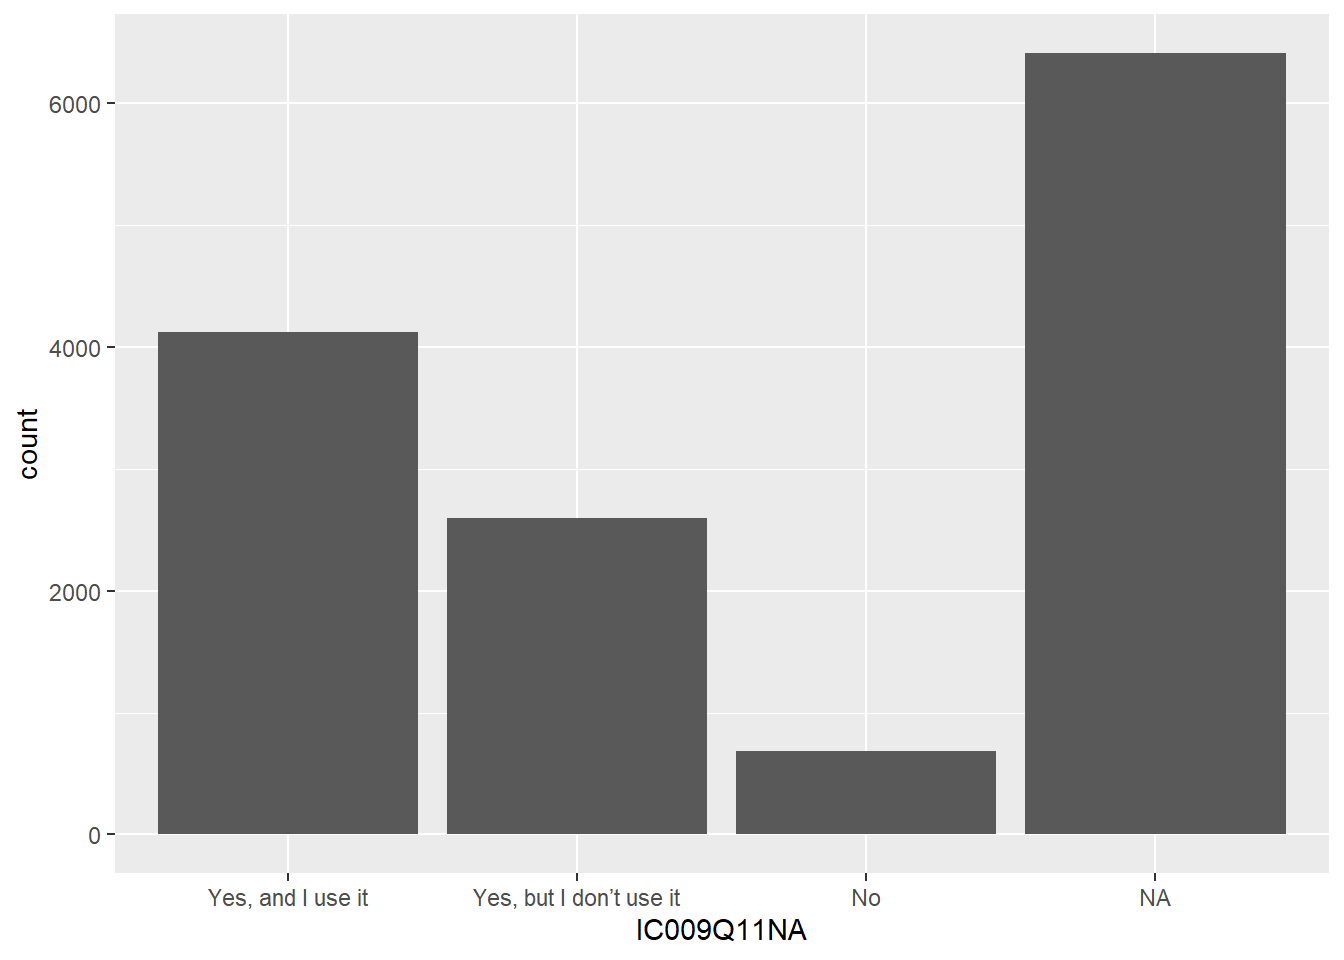 6000
4000
2000
0
count
Yes, and I use it
Yes, but I don’t use it
No
NA
IC009Q11NA